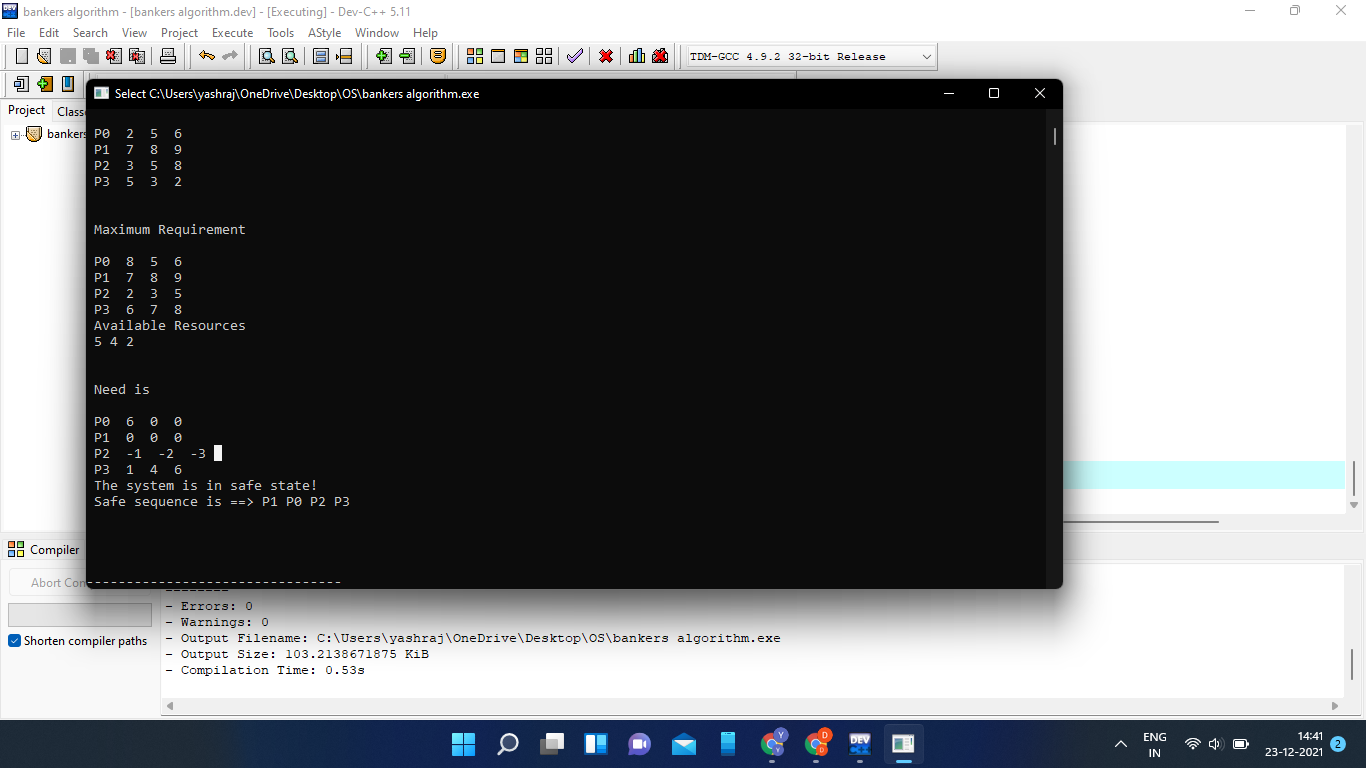 bankers algorithm - [bankers algorithm.dev] - [Executing] - Dev-C++ 5.11
File Edit Search View Project Execute Tools AStyle Window Help
TDM-GCC 4.9.2 32-bit Release
Select C:\Users\yashraj\OneDrive\Desktop\OS\bankers algorithm.exe
Project
bankers
P0 2 5 6
P1 7 8 9
P2 3 5 8
P3 5 3 2
Maximum Requirement
P0 8 5 6
P1 7 8 9
P2 2 3 5
P3 6 7 8
Available Resources
5 4 2
Need is
P0 6 0 0
P1 0 0 0
P2 -1 -2 -3
P3 1 4 6
The system is in safe state!
Safe sequence is ==> P1 P0 P2 P3
--------------------------------
Compiler
Abort
Shorten compiler paths
--------
- Errors: 0
- Warnings: 0
- Output Filename: C:\Users\yashraj\OneDrive\Desktop\OS\bankers algorithm.exe
- Output Size: 103.2138671875 KiB
- Compilation Time: 0.53s
Y
D
DEV
ENG
IN
14:41
23-12-2021
2